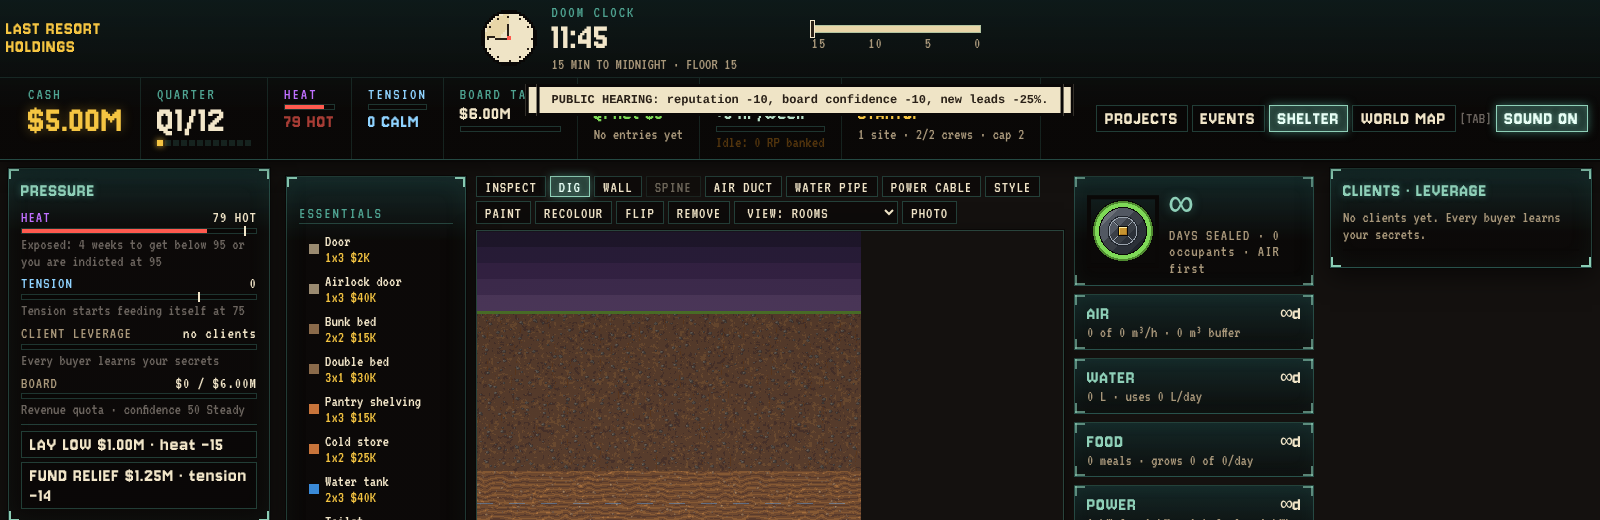 LAST RESORT
HOLDINGS
DOOM CLOCK
11:45
15 MIN TO MIDNIGHT · FLOOR 15
15 10 5 0
CASH
$5.00M
QUARTER
Q1/12
HEAT
79 HOT
TENSION
0 CALM
BOARD TA
$6.00M
PUBLIC HEARING: reputation -10, board confidence -10, new leads -25%.
No entries yet
Idle: 0 RP banked
1 site · 2/2 crews · cap 2
PROJECTS
EVENTS
SHELTER
WORLD MAP
[TAB]
SOUND ON
PRESSURE
HEAT 79 HOT
Exposed: 4 weeks to get below 95 or
you are indicted at 95
TENSION 0
Tension starts feeding itself at 75
CLIENT LEVERAGE no clients
Every buyer learns your secrets
BOARD $0 / $6.00M
Revenue quota · confidence 50 Steady
LAY LOW $1.00M · heat -15
FUND RELIEF $1.25M · tension
-14
ESSENTIALS
Door
1x3 $2K
Airlock door
1x3 $40K
Bunk bed
2x2 $15K
Double bed
3x1 $30K
Pantry shelving
1x3 $15K
Cold store
1x2 $25K
Water tank
2x3 $40K
INSPECT DIG WALL SPINE AIR DUCT WATER PIPE POWER CABLE STYLE
PAINT RECOLOUR FLIP REMOVE VIEW: ROOMS PHOTO
∞
DAYS SEALED · 0
occupants · AIR
first
AIR ∞d
0 of 0 m³/h · 0 m³ buffer
WATER ∞d
0 L · uses 0 L/day
FOOD ∞d
0 meals · grows 0 of 0/day
POWER ∞d
CLIENTS · LEVERAGE
No clients yet. Every buyer learns
your secrets.